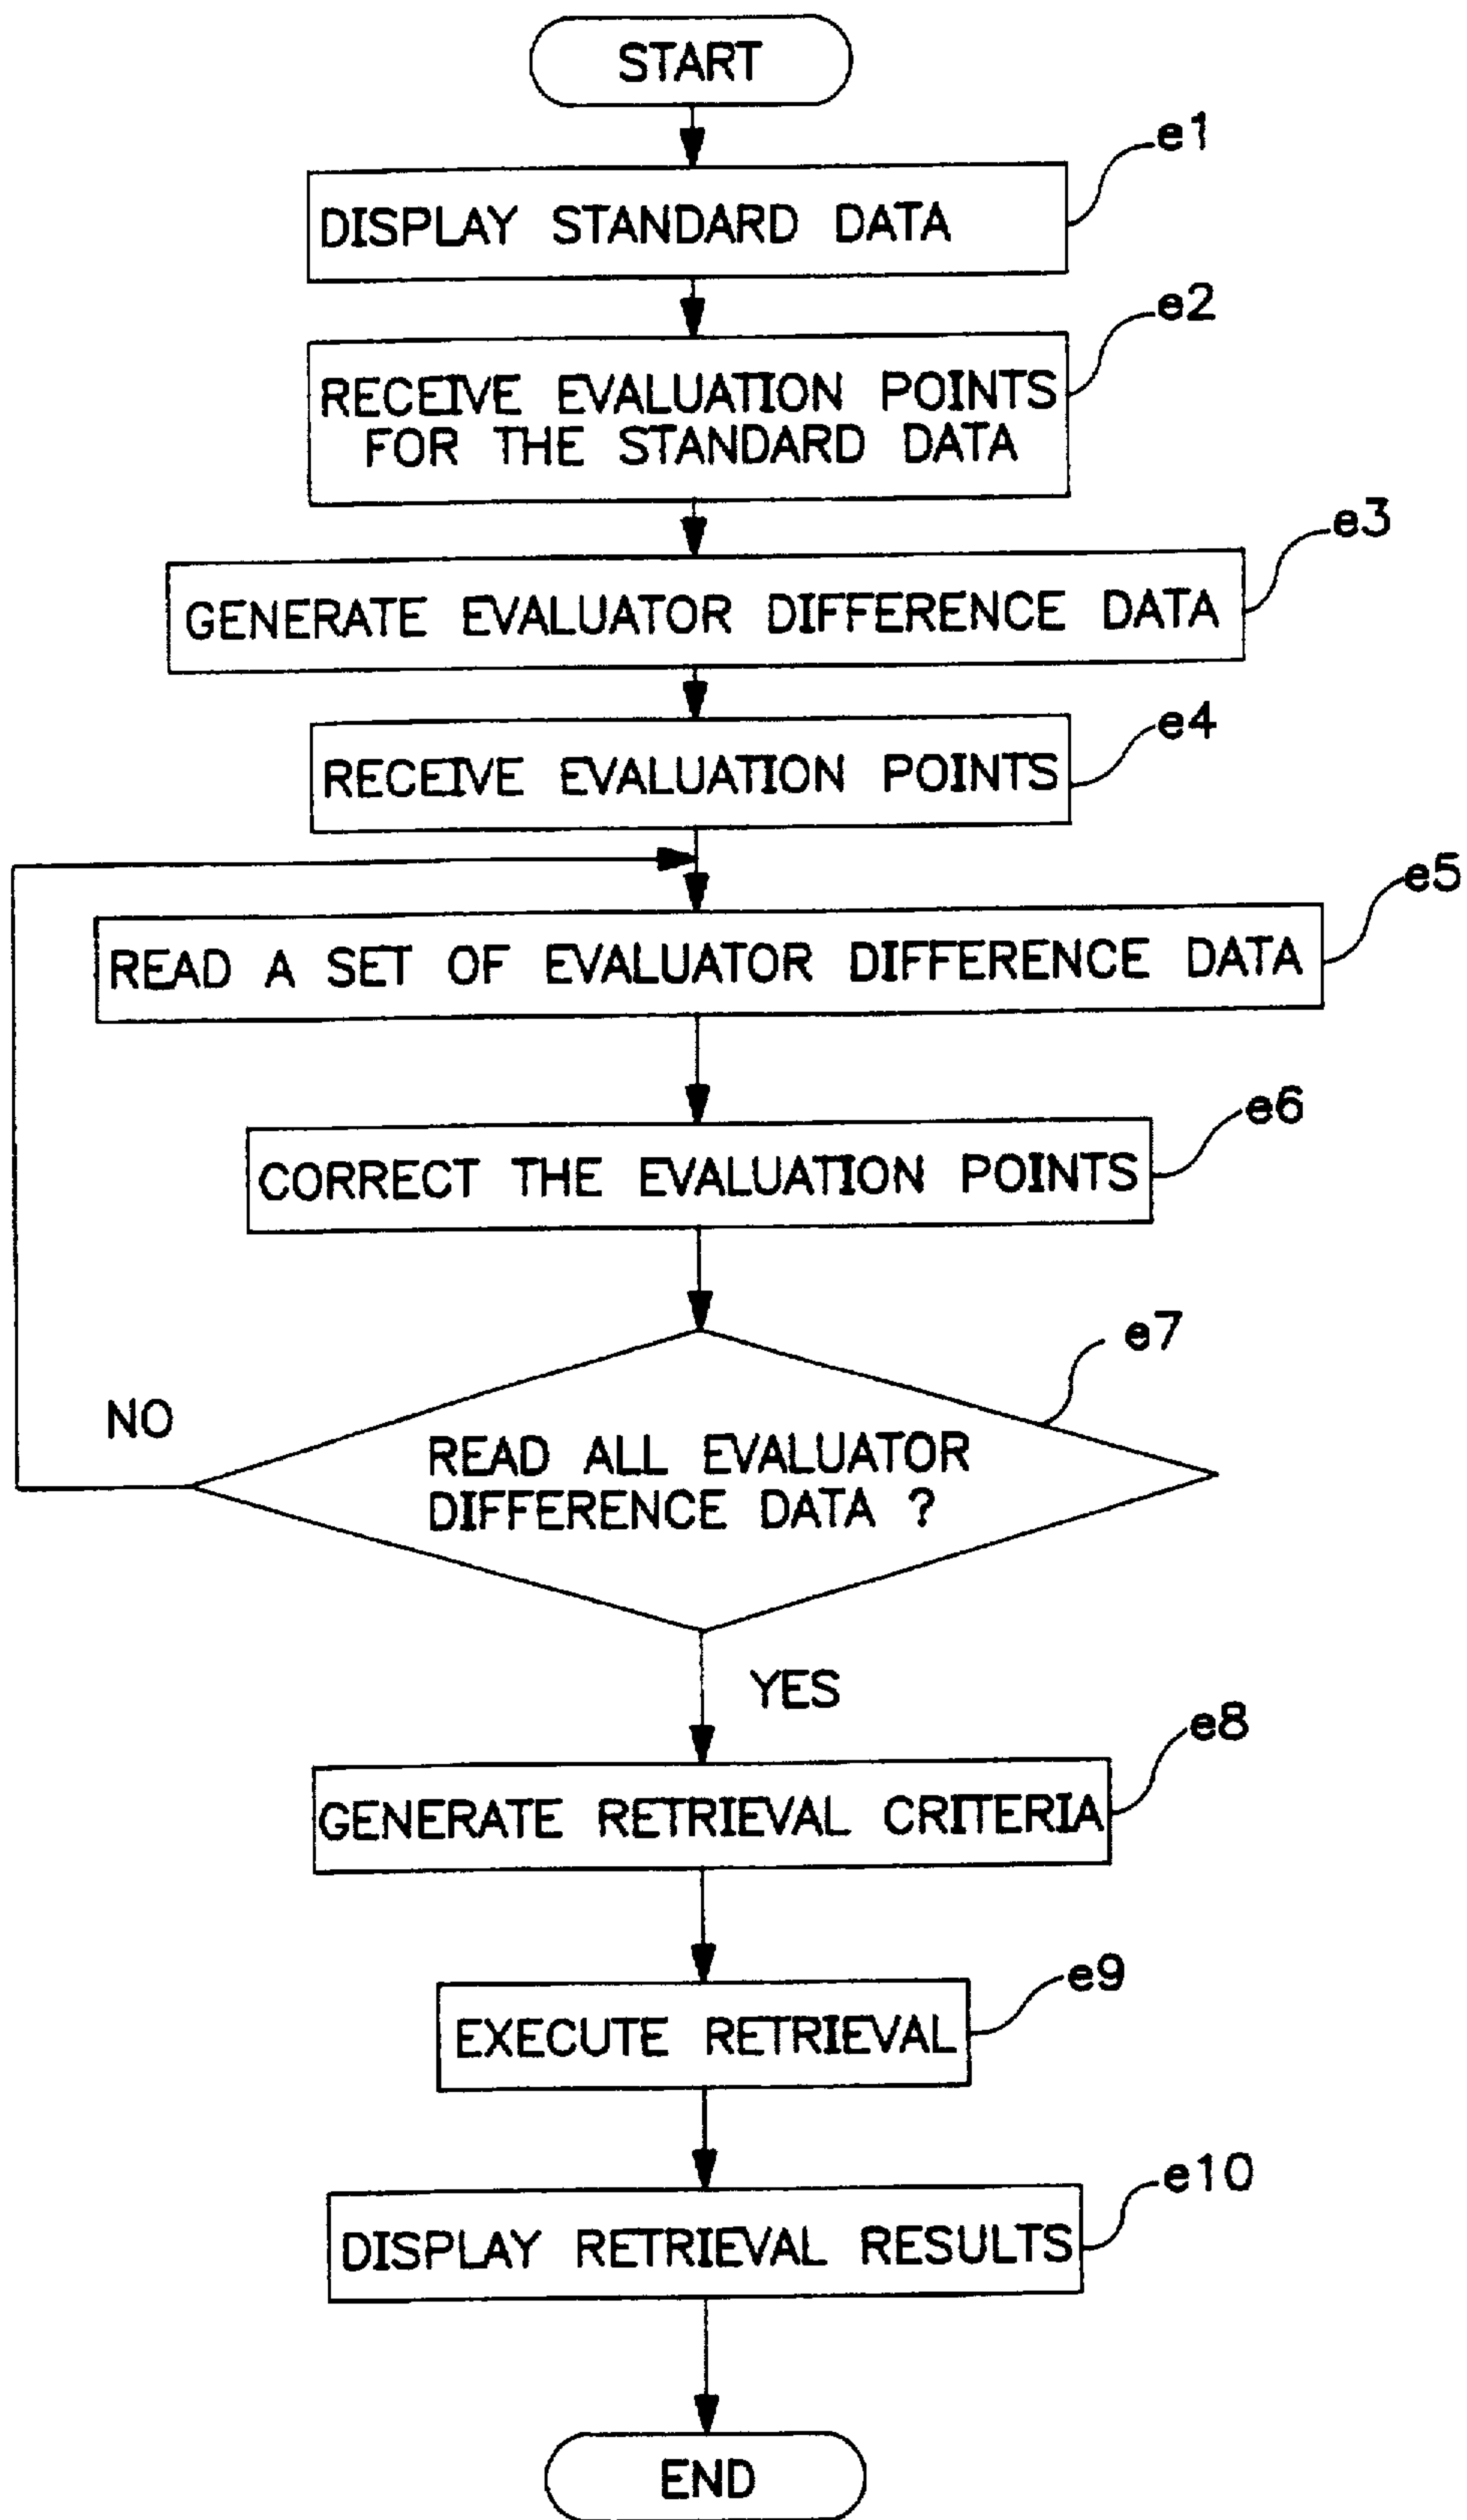 START
e1
DISPLAY STANDARD DATA
e2
RECEIVE EVALUATION POINTS
FOR THE STANDARD DATA
e3
GENERATE EVALUATOR DIFFERENCE DATA
e4
RECEIVE EVALUATION POINTS
e5
READ A SET OF EVALUATOR DIFFERENCE DATA
e6
CORRECT THE EVALUATION POINTS
e7
NO
READ ALL EVALUATOR
DIFFERENCE DATA ?
YES
e8
GENERATE RETRIEVAL CRITERIA
e9
EXECUTE RETRIEVAL
e10
DISPLAY RETRIEVAL RESULTS
END